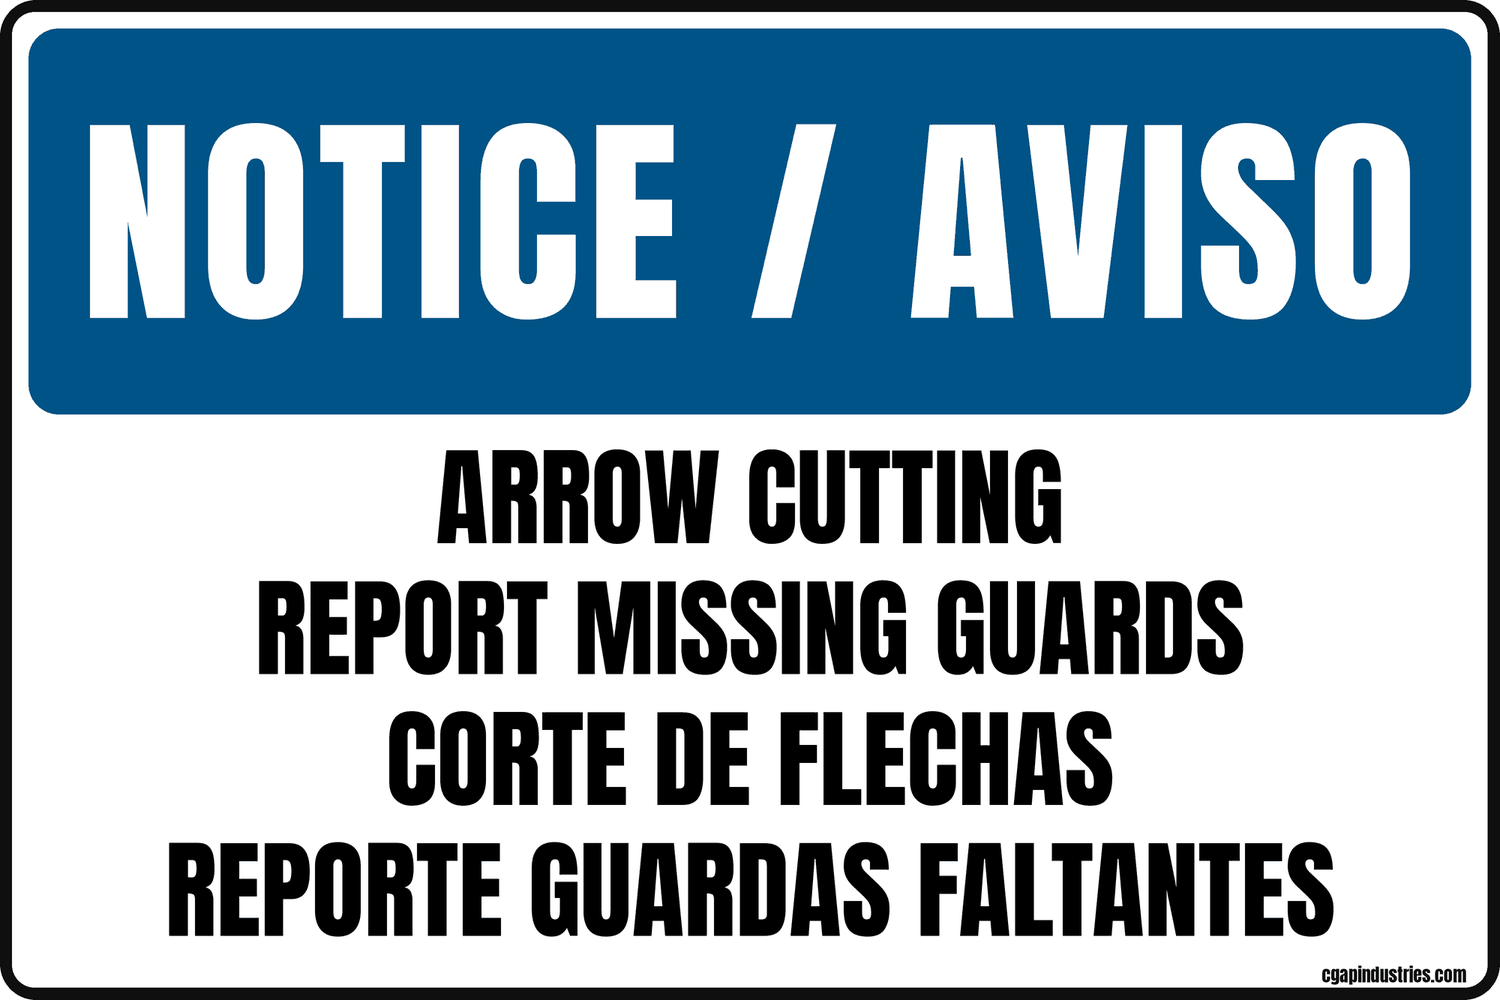 NOTICE / AVISO
ARROW CUTTING
REPORT MISSING GUARDS
CORTE DE FLECHAS
REPORTE GUARDAS FALTANTES
cgapindustries.com